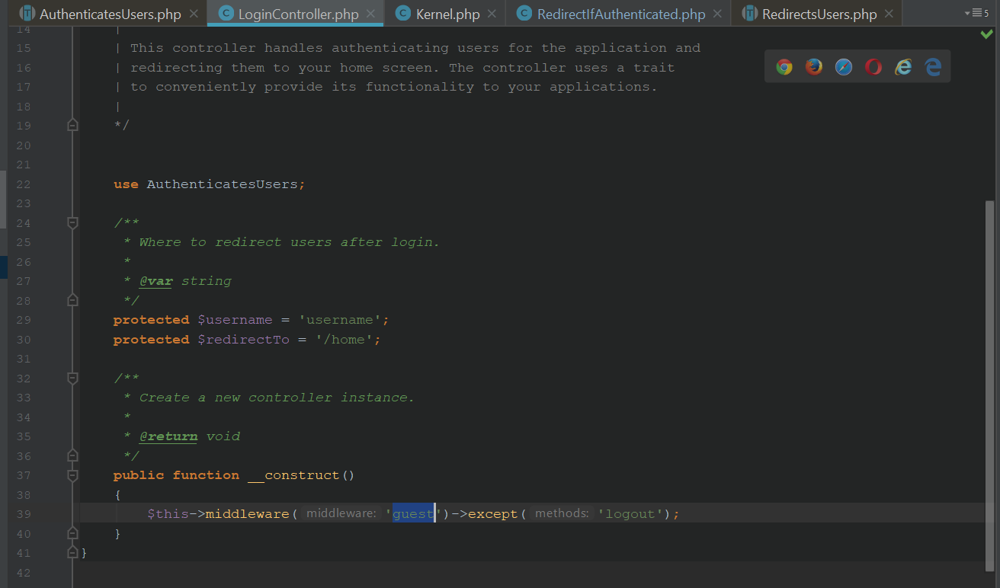 AuthenticatesUsers.php LoginController.php Kernel.php RedirectIfAuthenticated.php RedirectsUsers.php 5
14 |
15 | This controller handles authenticating users for the application and
16 | redirecting them to your home screen. The controller uses a trait
17 | to conveniently provide its functionality to your applications.
18 |
19 */
20
21
22 use AuthenticatesUsers;
23
24 /**
25 * Where to redirect users after login.
26 *
27 * @var string
28 */
29 protected $username = 'username';
30 protected $redirectTo = '/home';
31
32 /**
33 * Create a new controller instance.
34 *
35 * @return void
36 */
37 public function __construct()
38 {
39 $this->middleware( middleware: 'guest')->except( methods: 'logout');
40 }
41 }
42